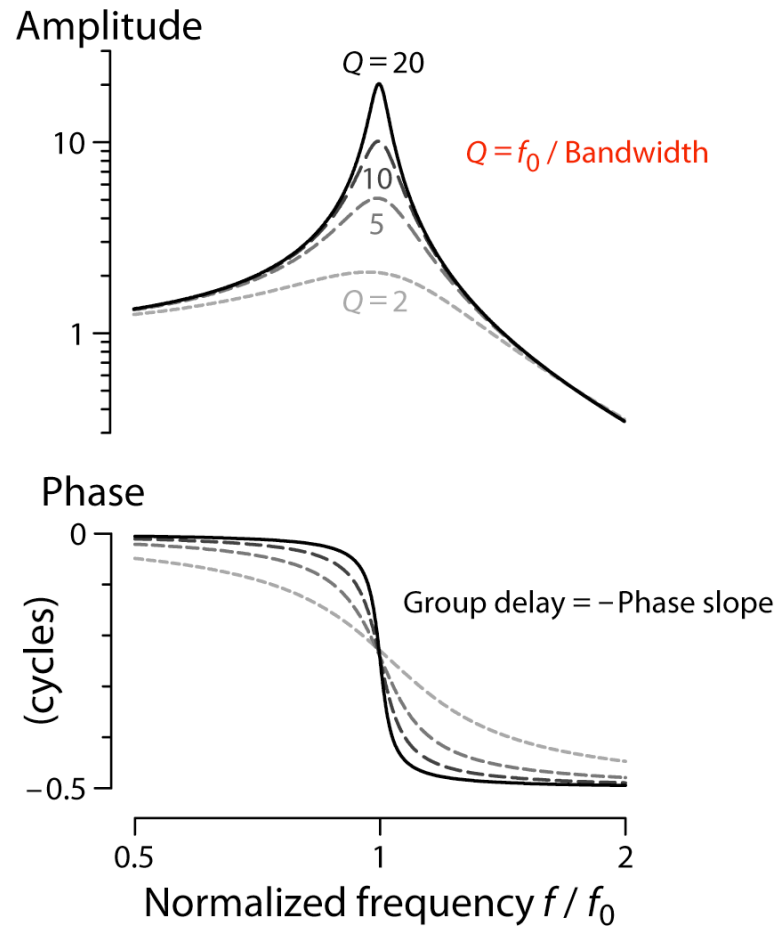 Amplitude
Q = 20
10
Q = f0 / Bandwidth
10
5
Q = 2
1
Phase
0
Group delay = –Phase slope
(cycles)
–0.5
0.5 1 2
Normalized frequency f / f0